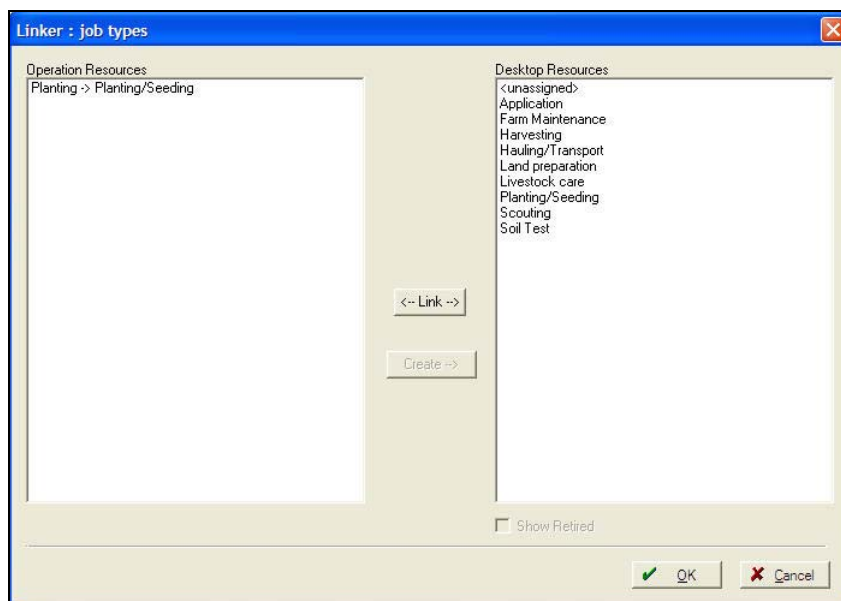 Linker : job types
Operation Resources
Planting -> Planting/Seeding
Desktop Resources
<unassigned>
Application
Farm Maintenance
Harvesting
Hauling/Transport
Land preparation
Livestock care
Planting/Seeding
Scouting
Soil Test
<-- Link -->
Create -->
Show Retired
OK
Cancel